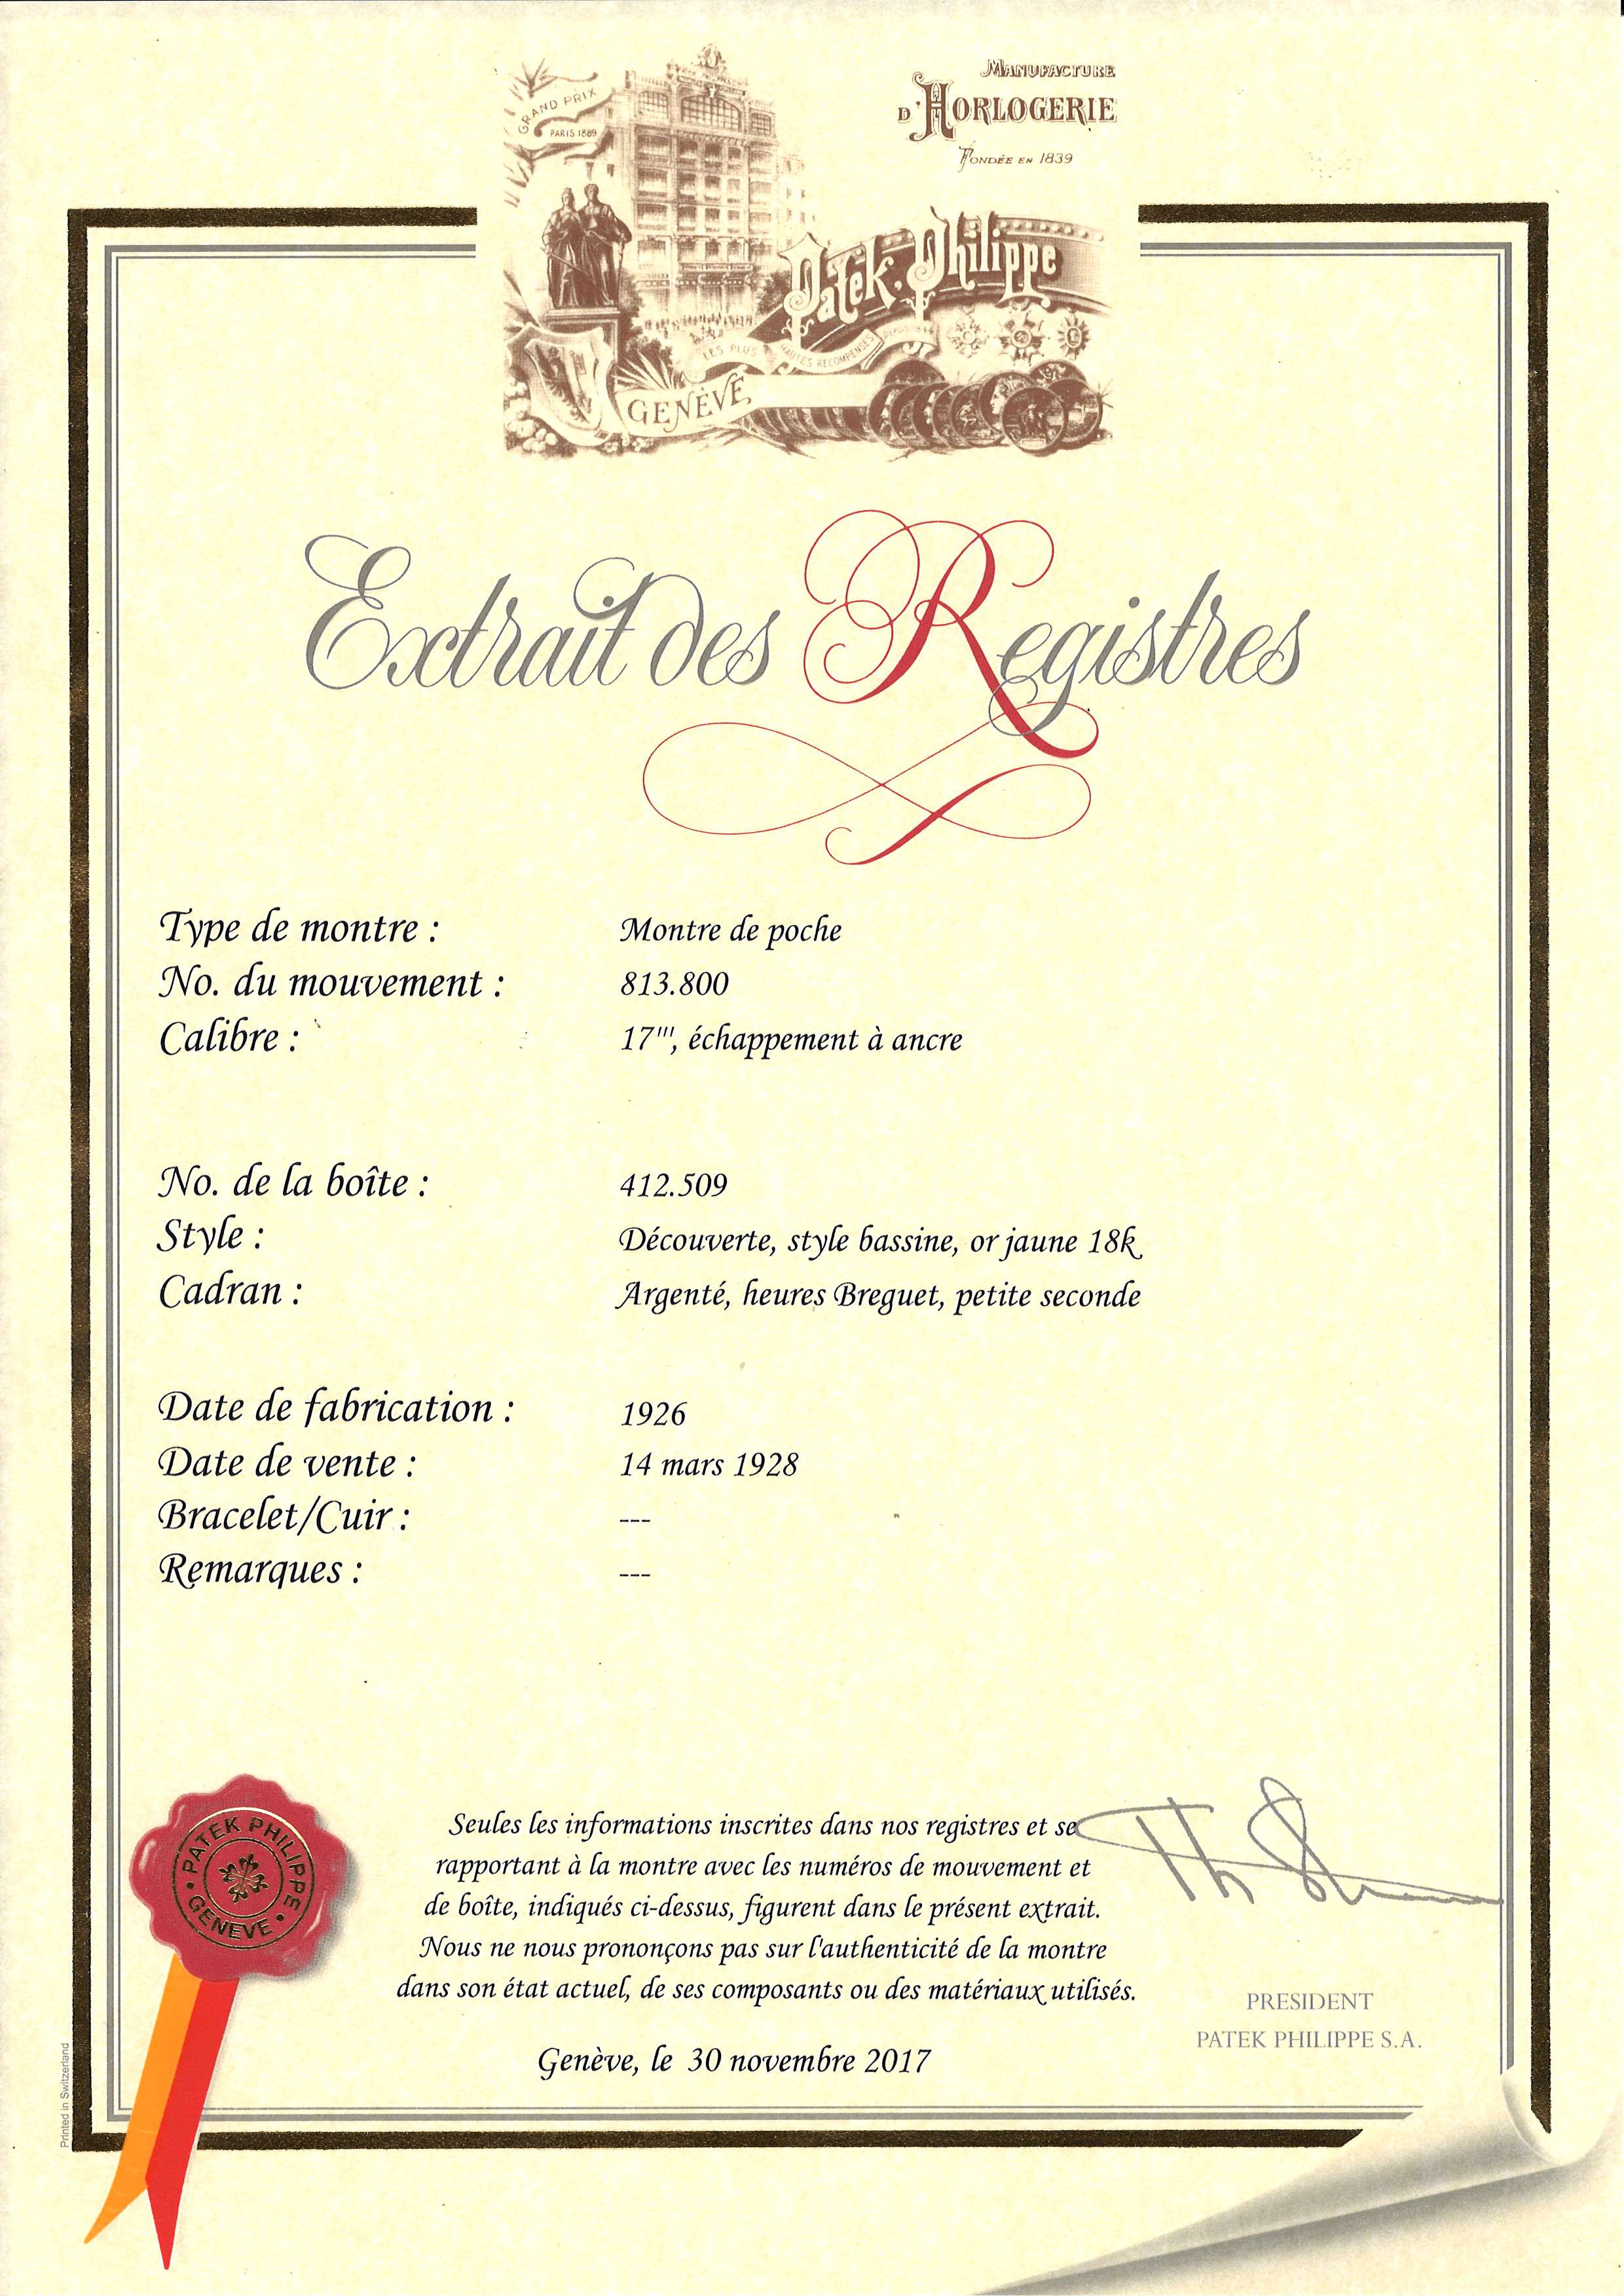 MANUFACTURE
D'HORLOGERIE
FONDÉE EN 1839
GRAND PRIX
PARIS 1889
Patek Philippe
LES PLUS HAUTES RECOMPENSES
GENÈVE
Extrait des Registres
Type de montre : Montre de poche
No. du mouvement : 813.800
Calibre : 17''', échappement à ancre
No. de la boîte : 412.509
Style : Découverte, style bassine, or jaune 18k
Cadran : Argenté, heures Breguet, petite seconde
Date de fabrication : 1926
Date de vente : 14 mars 1928
Bracelet/Cuir : ---
Remarques : ---
PATEK PHILIPPE
GENEVE
Seules les informations inscrites dans nos registres et se
rapportant à la montre avec les numéros de mouvement et
de boîte, indiqués ci-dessus, figurent dans le présent extrait.
Nous ne nous prononçons pas sur l'authenticité de la montre
dans son état actuel, de ses composants ou des matériaux utilisés.
Genève, le 30 novembre 2017
PRESIDENT
PATEK PHILIPPE S.A.
Printed in Switzerland